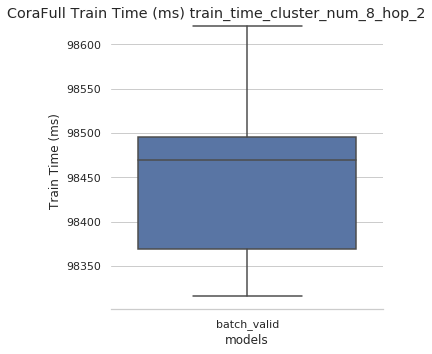 CoraFull Train Time (ms) train_time_cluster_num_8_hop_2
98600
98550
98500
98450
98400
98350
Train Time (ms)
batch_valid
models